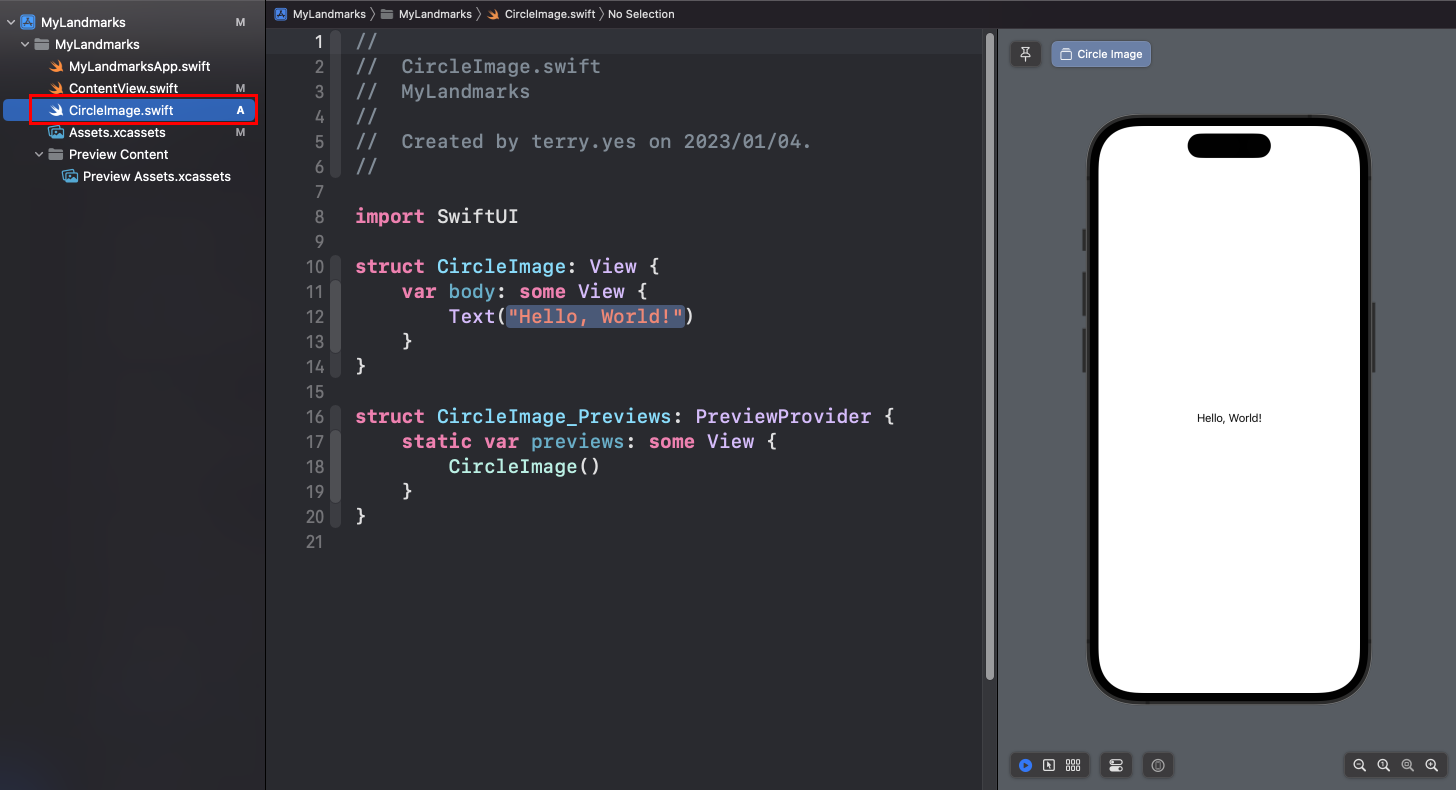 MyLandmarks M
MyLandmarks
MyLandmarksApp.swift
ContentView.swift M
CircleImage.swift A
Assets.xcassets M
Preview Content
Preview Assets.xcassets
MyLandmarks 〉 MyLandmarks 〉 CircleImage.swift 〉 No Selection
1 //
2 //  CircleImage.swift
3 //  MyLandmarks
4 //
5 //  Created by terry.yes on 2023/01/04.
6 //
7
8 import SwiftUI
9
10 struct CircleImage: View {
11     var body: some View {
12         Text("Hello, World!")
13     }
14 }
15
16 struct CircleImage_Previews: PreviewProvider {
17     static var previews: some View {
18         CircleImage()
19     }
20 }
21
Circle Image
Hello, World!